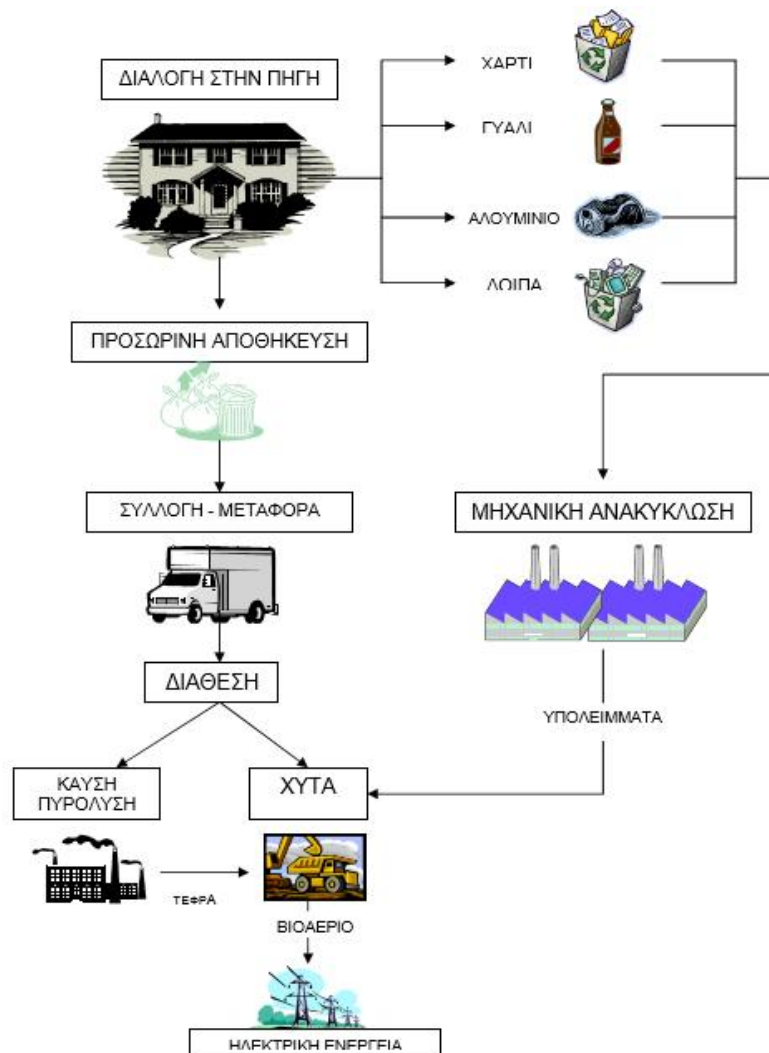 ΔΙΑΛΟΓΗ ΣΤΗΝ ΠΗΓΗ
ΧΑΡΤΙ
ΓΥΑΛΙ
ΑΛΟΥΜΙΝΙΟ
ΛΟΙΠΑ
ΠΡΟΣΩΡΙΝΗ ΑΠΟΘΗΚΕΥΣΗ
ΣΥΛΛΟΓΗ - ΜΕΤΑΦΟΡΑ
ΜΗΧΑΝΙΚΗ ΑΝΑΚΥΚΛΩΣΗ
ΔΙΑΘΕΣΗ
ΥΠΟΛΕΙΜΜΑΤΑ
ΚΑΥΣΗ
ΠΥΡΟΛΥΣΗ
ΧΥΤΑ
ΤΕΦΡΑ
ΒΙΟΑΕΡΙΟ
ΗΛΕΚΤΡΙΚΗ ΕΝΕΡΓΕΙΑ